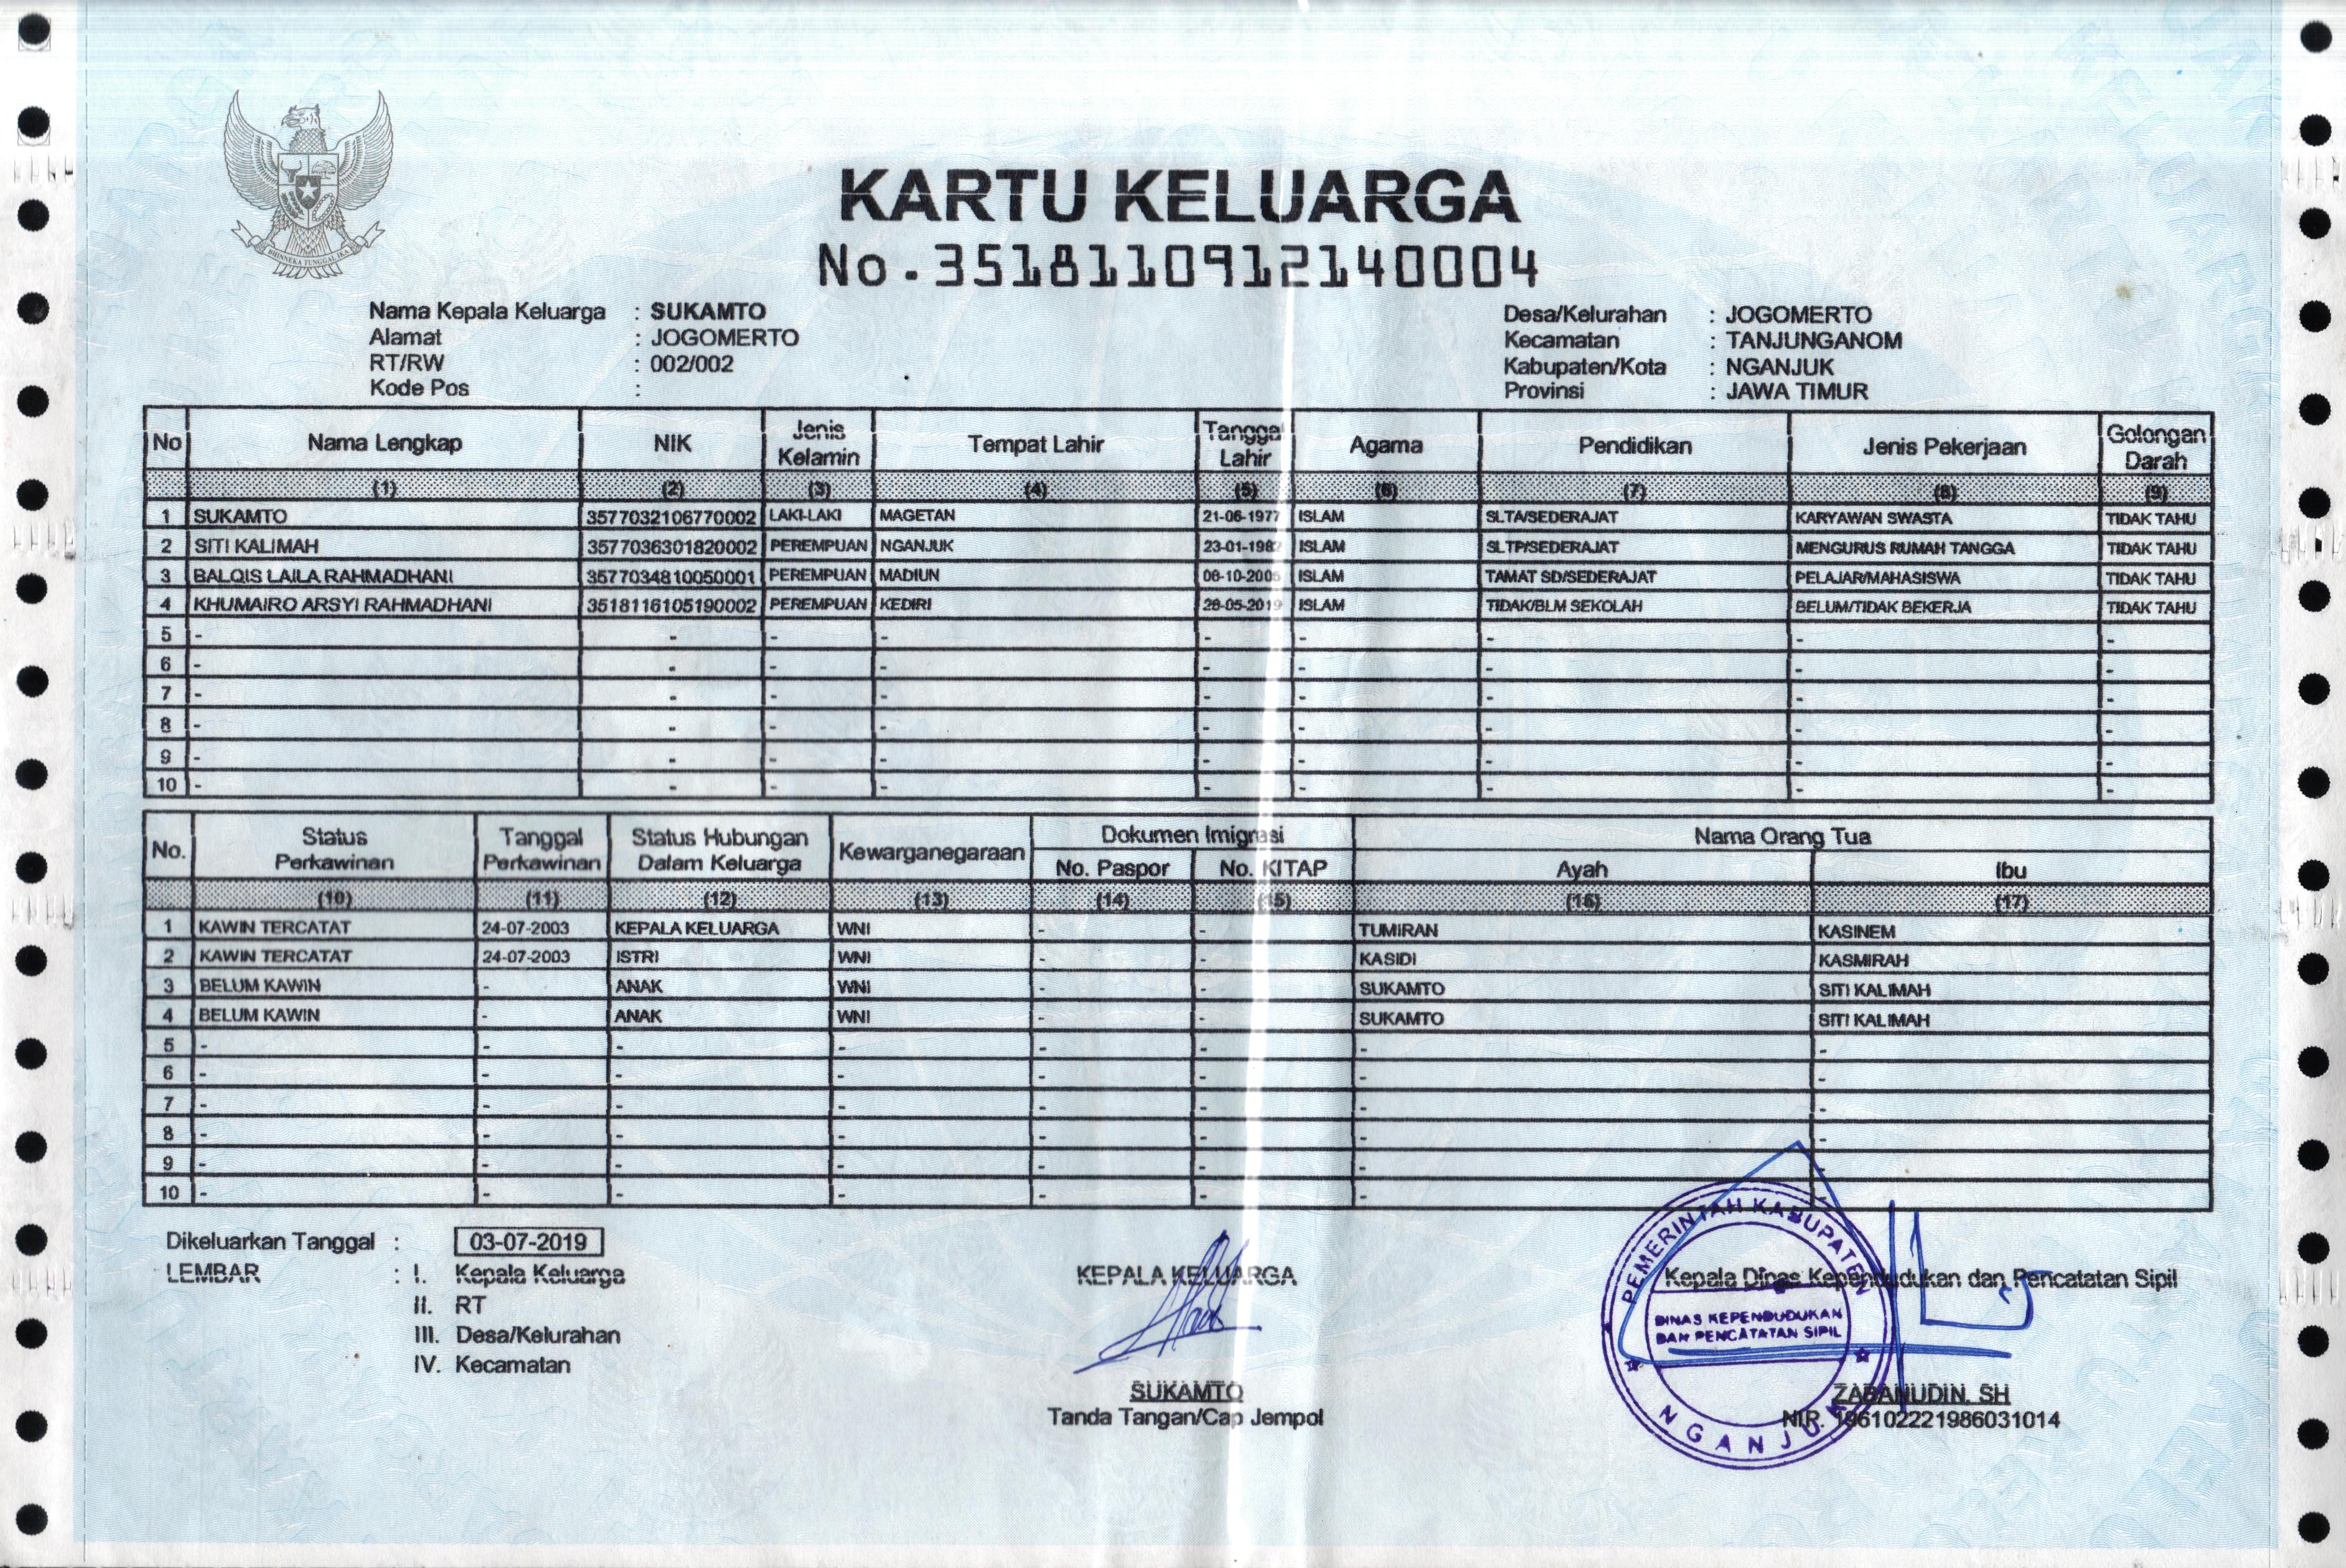 BHINNEKA TUNGGAL IKA
KARTU KELUARGA
No.3518110912140004
Nama Kepala Keluarga : SUKAMTO
Alamat : JOGOMERTO
RT/RW : 002/002
Kode Pos :
Desa/Kelurahan : JOGOMERTO
Kecamatan : TANJUNGANOM
Kabupaten/Kota : NGANJUK
Provinsi : JAWA TIMUR
No Nama Lengkap NIK Jenis Kelamin Tempat Lahir Tanggal Lahir Agama Pendidikan Jenis Pekerjaan Golongan Darah
(1) (2) (3) (4) (5) (6) (7) (8) (9)
1 SUKAMTO 3577032106770002 LAKI-LAKI MAGETAN 21-06-1977 ISLAM SLTA/SEDERAJAT KARYAWAN SWASTA TIDAK TAHU
2 SITI KALIMAH 3577036301820002 PEREMPUAN NGANJUK 23-01-1982 ISLAM SLTP/SEDERAJAT MENGURUS RUMAH TANGGA TIDAK TAHU
3 BALQIS LAILA RAHMADHANI 3577034810050001 PEREMPUAN MADIUN 08-10-2005 ISLAM TAMAT SD/SEDERAJAT PELAJAR/MAHASISWA TIDAK TAHU
4 KHUMAIRO ARSYI RAHMADHANI 3518116105190002 PEREMPUAN KEDIRI ISLAM TIDAK/BLM SEKOLAH BELUM/TIDAK BEKERJA TIDAK TAHU
5 - - - - - - - - -
6 - - - - - - - - -
7 - - - - - - - - -
8 - - - - - - - - -
9 - - - - - - - - -
10 - - - - - - - - -
No. Status Perkawinan Tanggal Perkawinan Status Hubungan Dalam Keluarga Kewarganegaraan Dokumen Imigrasi Nama Orang Tua
No. Paspor No. KITAP Ayah Ibu
(10) (11) (12) (13) (14) (15) (16) (17)
1 KAWIN TERCATAT 24-07-2003 KEPALA KELUARGA WNI - - TUMIRAN KASINEM
2 KAWIN TERCATAT 24-07-2003 ISTRI WNI - - KASIDI KASMIRAH
3 BELUM KAWIN - ANAK WNI - - SUKAMTO SITI KALIMAH
4 BELUM KAWIN - ANAK WNI - - SUKAMTO SITI KALIMAH
5 - - - - - - - -
6 - - - - - - - -
7 - - - - - - - -
8 - - - - - - - -
9 - - - - - - - -
10 - - - - - - - -
Dikeluarkan Tanggal : 03-07-2019
LEMBAR : I. Kepala Keluarga
II. RT
III. Desa/Kelurahan
IV. Kecamatan
KEPALA KELUARGA
SUKAMTO
Tanda Tangan/Cap Jempol
Kepala Dinas Kependudukan dan Pencatatan Sipil
PEMERINTAH KABUPATEN
DINAS KEPENDUDUKAN
DAN PENCATATAN SIPIL
NGANJUK
SH
NIP. 196102221986031014